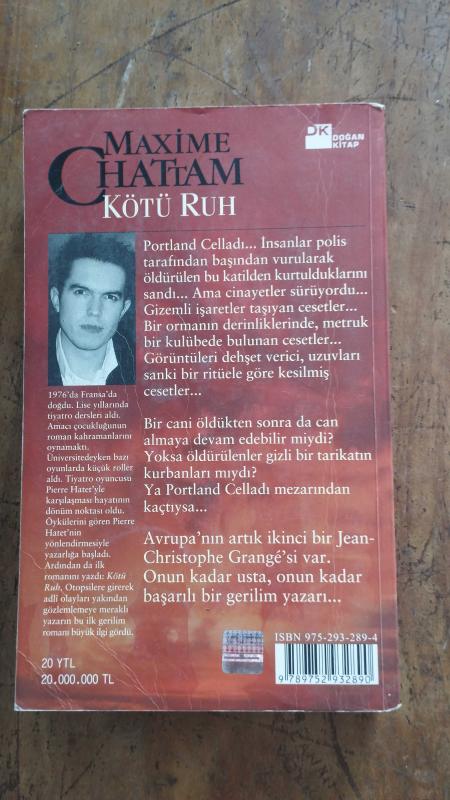 MAXİME
CHATTAM
KÖTÜ RUH
DK DOĞAN
KİTAP
Portland Celladı... İnsanlar polis
tarafından başından vurularak
öldürülen bu katilden kurtulduklarını
sandı... Ama cinayetler sürüyordu...
Gizemli işaretler taşıyan cesetler...
Bir ormanın derinliklerinde, metruk
bir kulübede bulunan cesetler...
Görüntüleri dehşet verici, uzuvları
sanki bir ritüele göre kesilmiş
cesetler...
Bir cani öldükten sonra da can
almaya devam edebilir miydi?
Yoksa öldürülenler gizli bir tarikatın
kurbanları mıydı?
Ya Portland Celladı mezarından
kaçtıysa...
Avrupa'nın artık ikinci bir Jean-
Christophe Grangé'si var.
Onun kadar usta, onun kadar
başarılı bir gerilim yazarı...
1976'da Fransa'da
doğdu. Lise yıllarında
tiyatro dersleri aldı.
Amacı çocukluğunun
roman kahramanlarını
oynamaktı.
Üniversitedeyken bazı
oyunlarda küçük roller
aldı. Tiyatro oyuncusu
Pierre Hatet'yle
karşılaşması hayatının
dönüm noktası oldu.
Öykülerini gören Pierre
Hatet'nin
yönlendirmesiyle
yazarlığa başladı.
Ardından da ilk
romanını yazdı: Kötü
Ruh, Otopsilere girerek
adlî olayları yakından
gözlemlemeye meraklı
yazarın bu ilk gerilim
romanı büyük ilgi gördü.
20 YTL
20.000.000 TL
ISBN 975-293-289-4
9 789752 932890